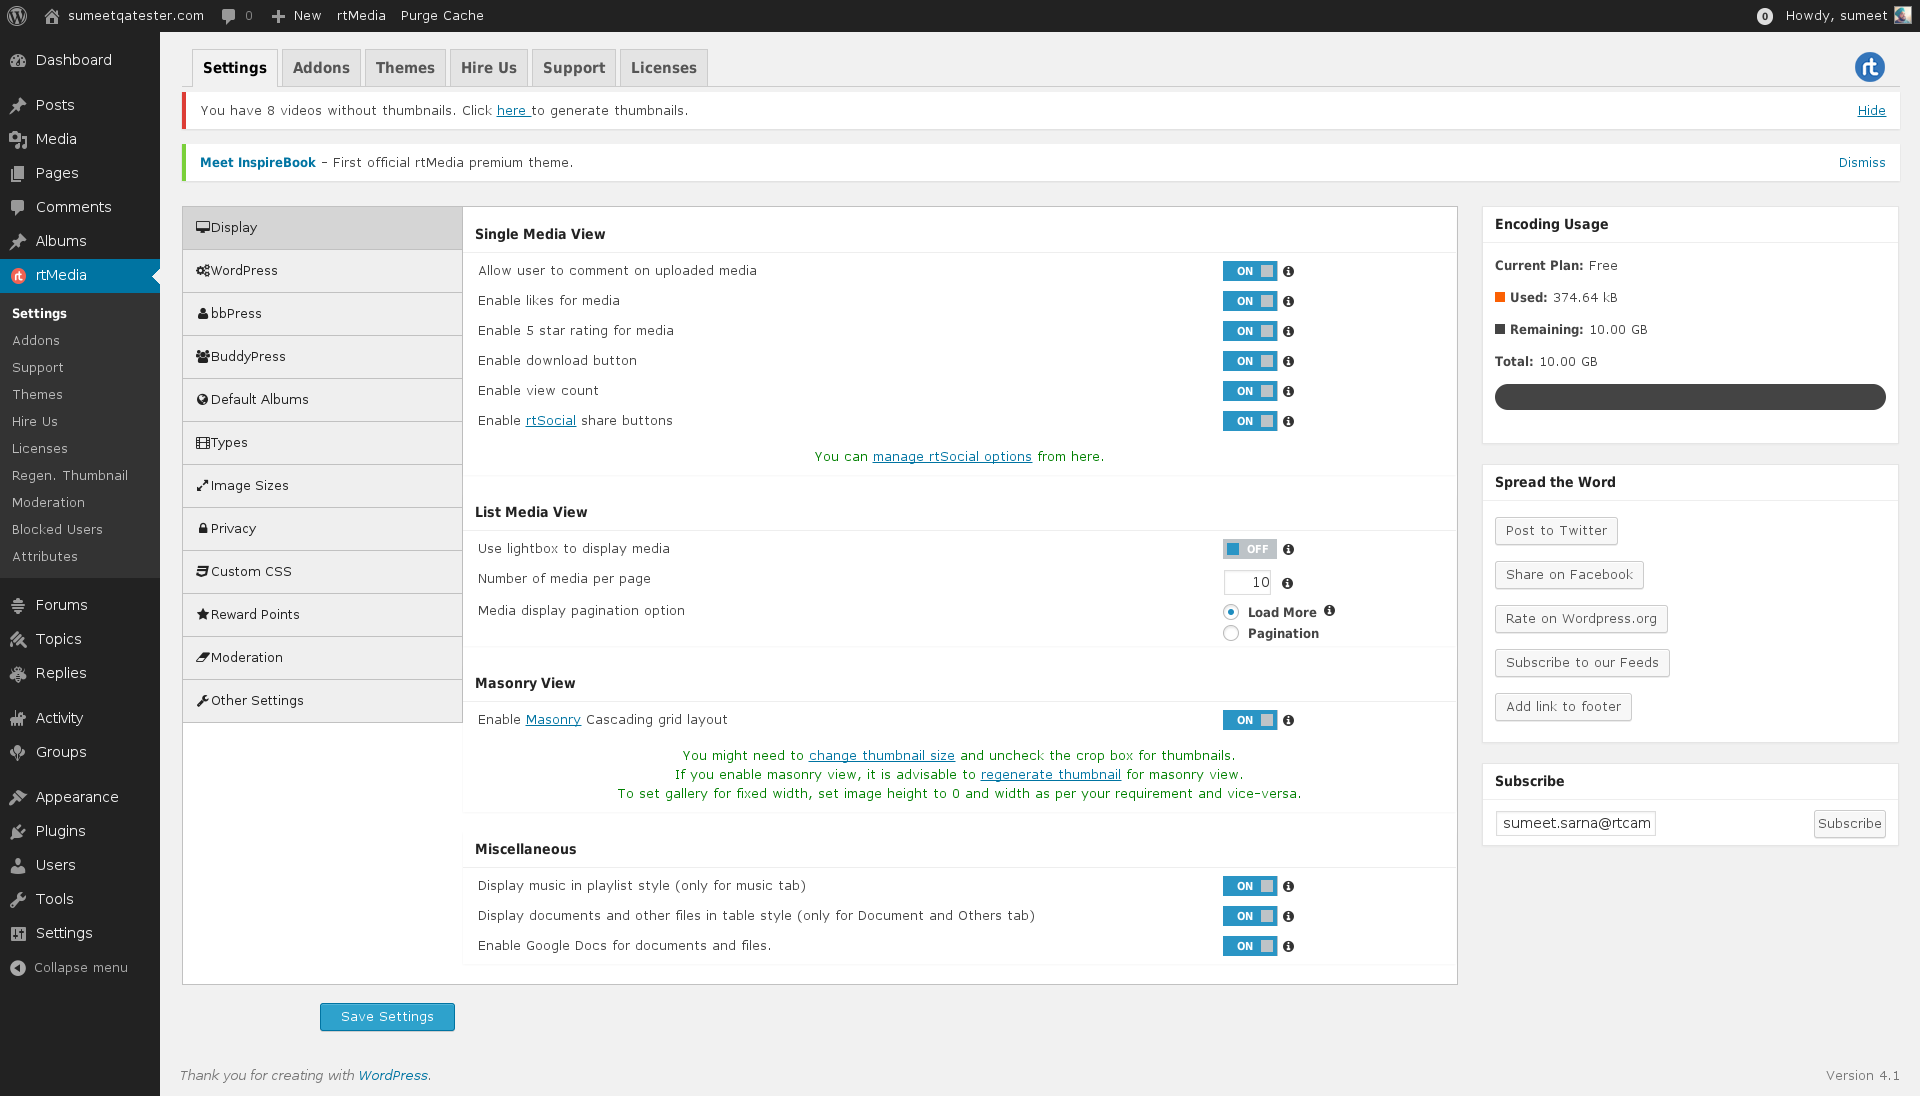 sumeetqatester.com 0 New rtMedia Purge Cache 0 Howdy, sumeet
Dashboard
Posts
Media
Pages
Comments
Albums
rtMedia
Settings
Addons
Support
Themes
Hire Us
Licenses
Regen. Thumbnail
Moderation
Blocked Users
Attributes
Forums
Topics
Replies
Activity
Groups
Appearance
Plugins
Users
Tools
Settings
Collapse menu
Settings Addons Themes Hire Us Support Licenses rt
You have 8 videos without thumbnails. Click here to generate thumbnails. Hide
Meet InspireBook - First official rtMedia premium theme. Dismiss
Display
WordPress
bbPress
BuddyPress
Default Albums
Types
Image Sizes
Privacy
Custom CSS
Reward Points
Moderation
Other Settings
Single Media View
Allow user to comment on uploaded media ON
Enable likes for media ON
Enable 5 star rating for media ON
Enable download button ON
Enable view count ON
Enable rtSocial share buttons ON
You can manage rtSocial options from here.
List Media View
Use lightbox to display media OFF
Number of media per page 10
Media display pagination option Load More
Pagination
Masonry View
Enable Masonry Cascading grid layout ON
You might need to change thumbnail size and uncheck the crop box for thumbnails.
If you enable masonry view, it is advisable to regenerate thumbnail for masonry view.
To set gallery for fixed width, set image height to 0 and width as per your requirement and vice-versa.
Miscellaneous
Display music in playlist style (only for music tab) ON
Display documents and other files in table style (only for Document and Others tab) ON
Enable Google Docs for documents and files. ON
Save Settings
Encoding Usage
Current Plan: Free
Used: 374.64 kB
Remaining: 10.00 GB
Total: 10.00 GB
Spread the Word
Post to Twitter
Share on Facebook
Rate on Wordpress.org
Subscribe to our Feeds
Add link to footer
Subscribe
sumeet.sarna@rtcam Subscribe
Thank you for creating with WordPress. Version 4.1